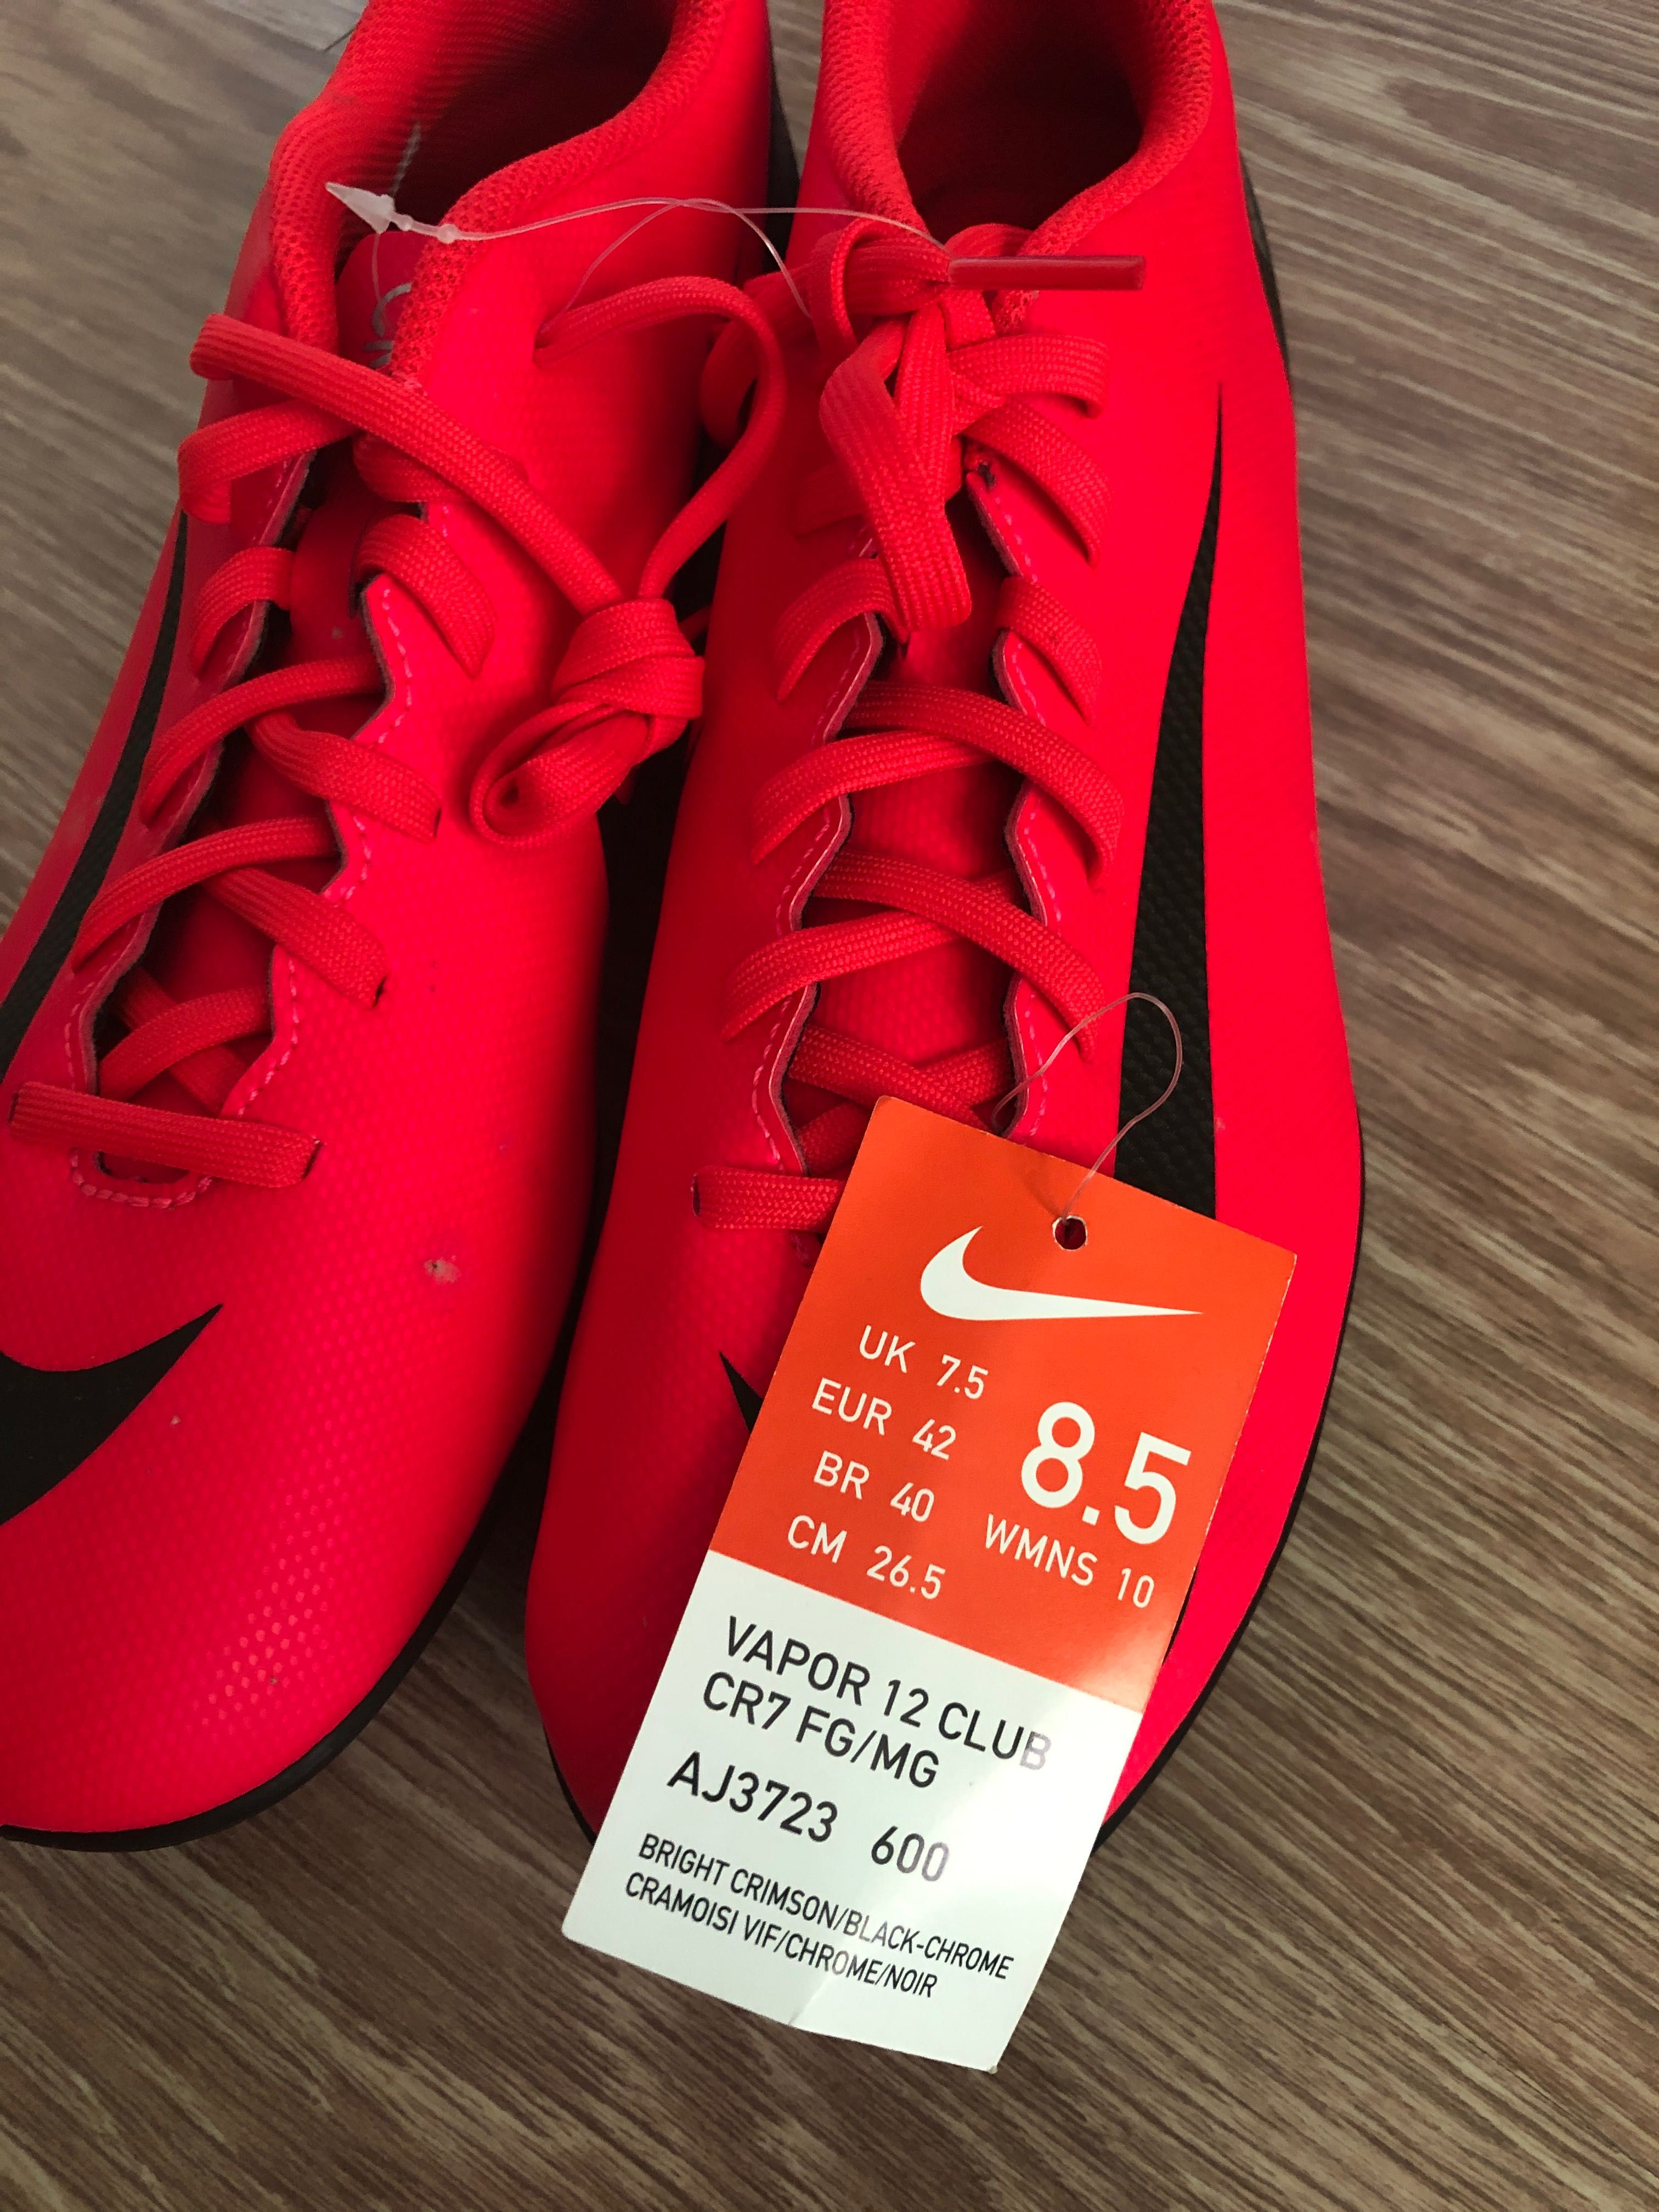 UK 7.5
EUR 42
BR 40
CM 26.5
8.5
WMNS 10
VAPOR 12 CLUB
CR7 FG/MG
AJ3723 600
BRIGHT CRIMSON/BLACK-CHROME
CRAMOISI VIF/CHROME/NOIR